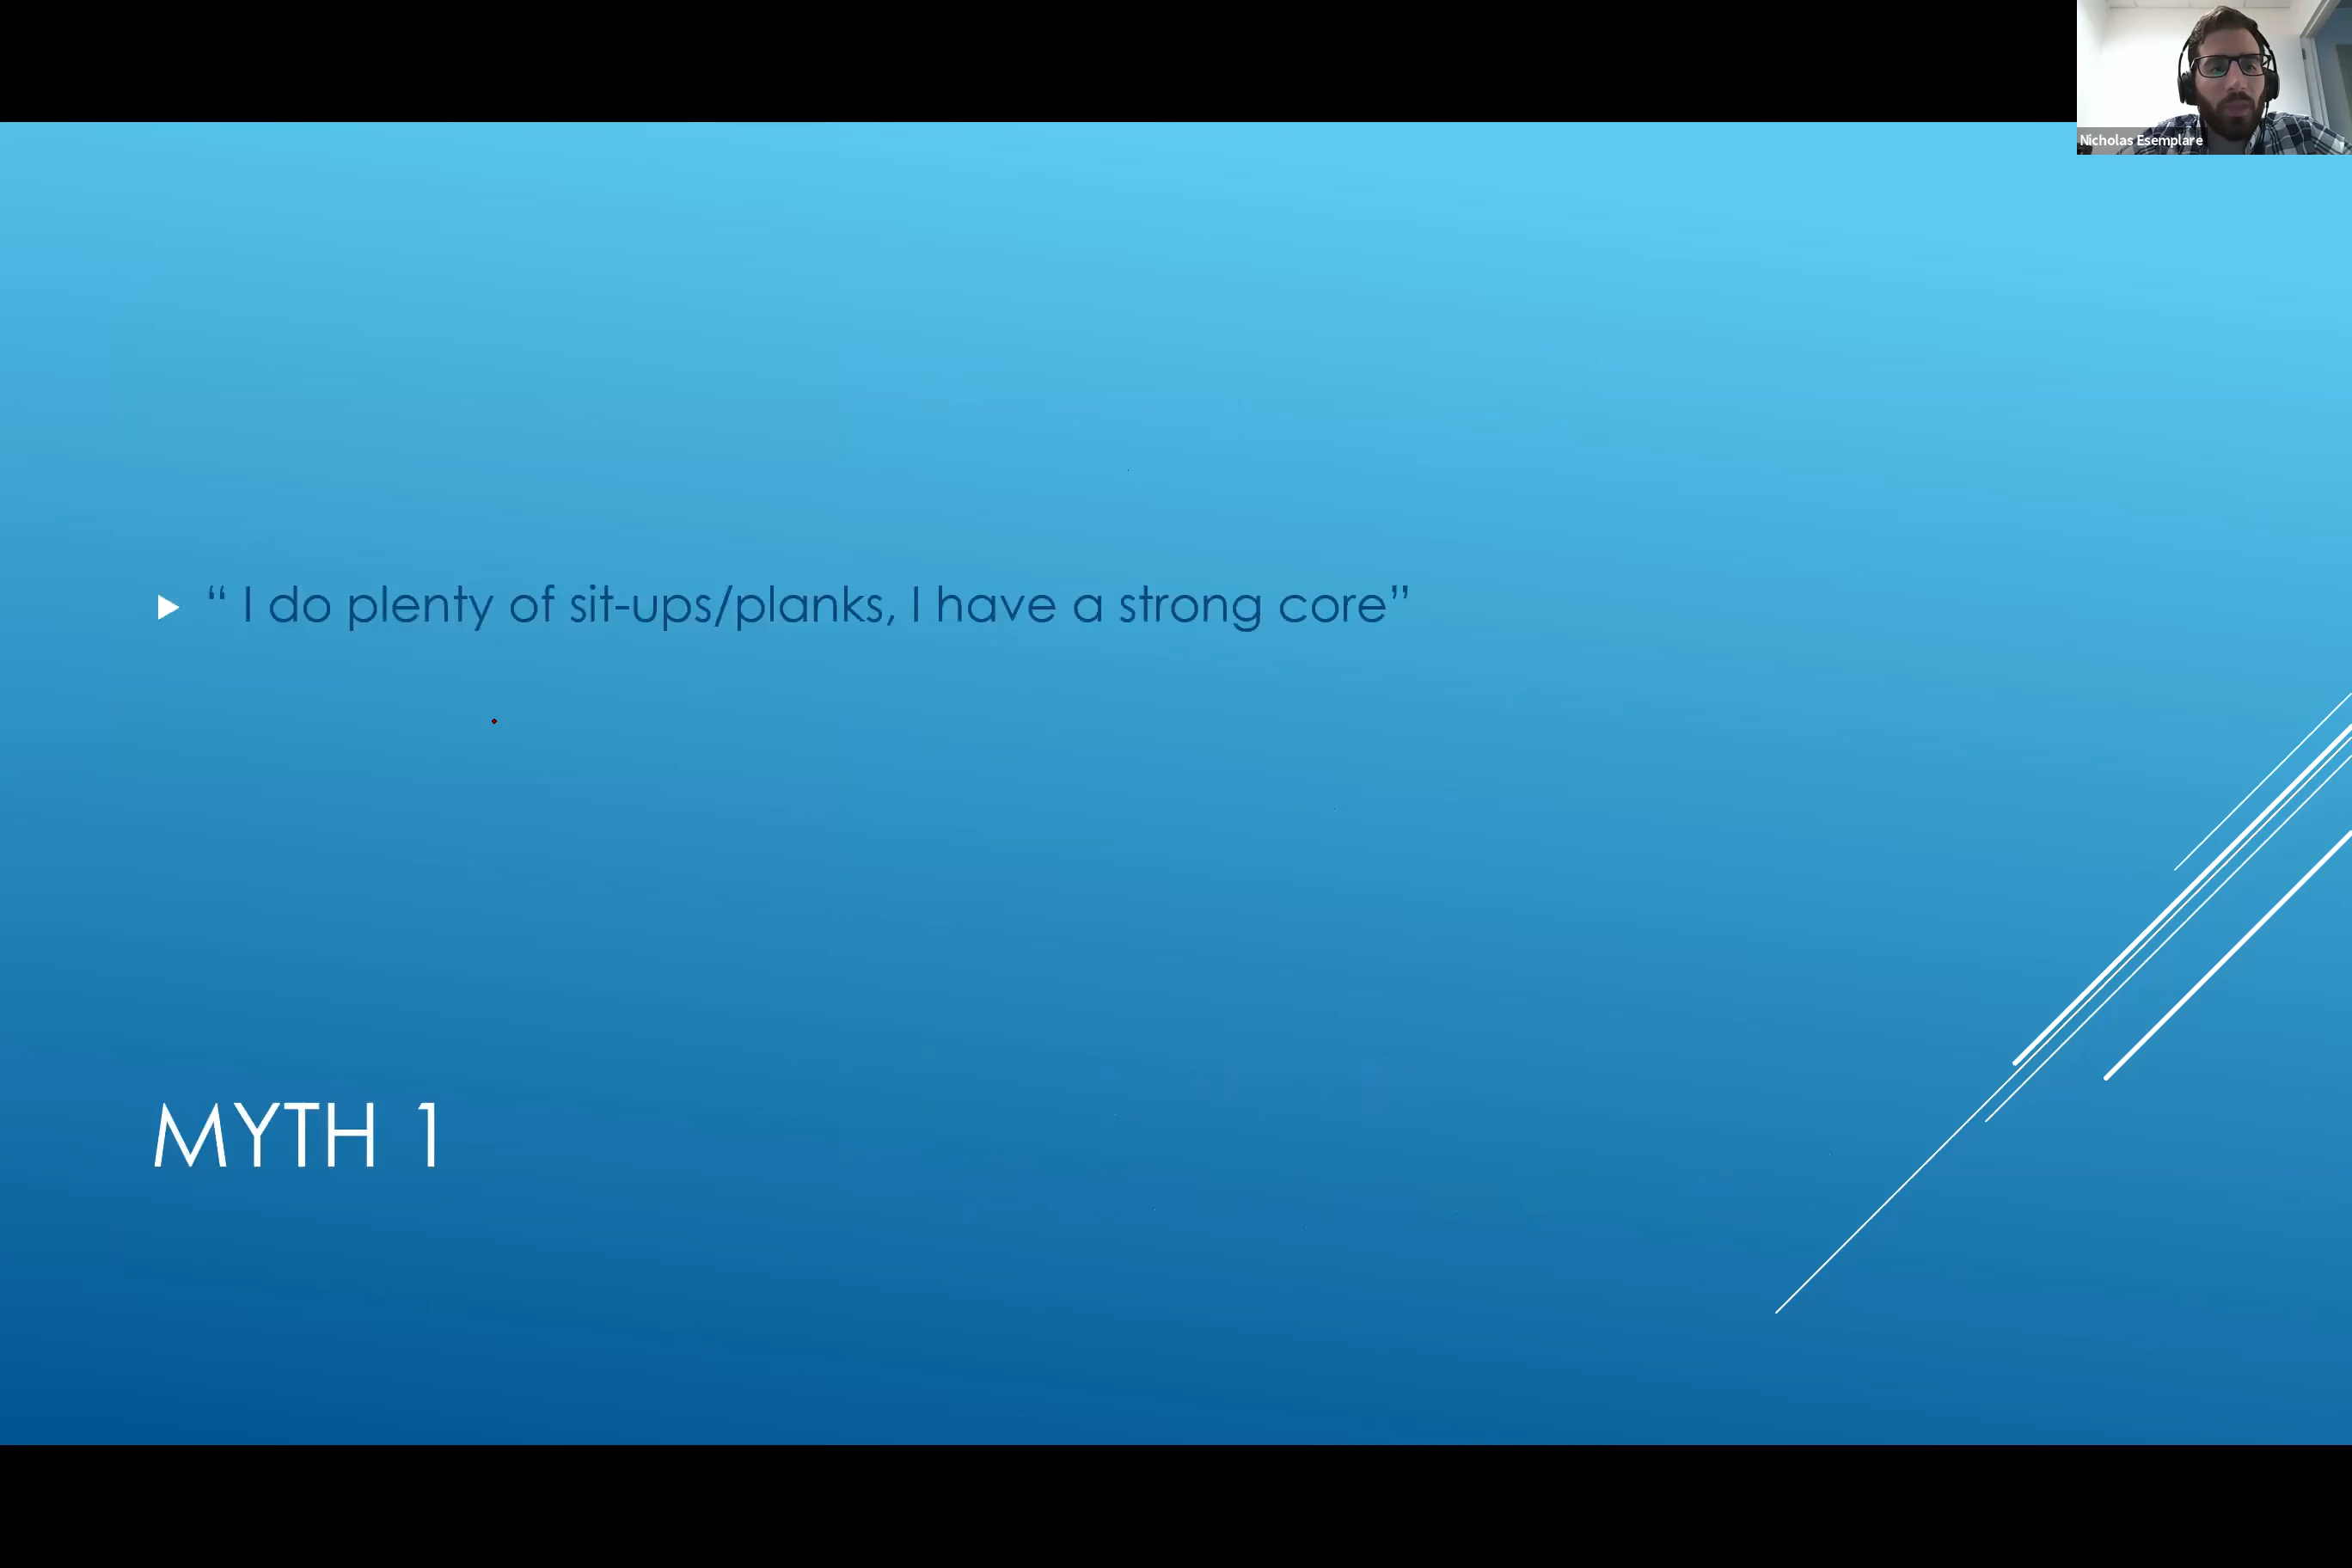 Nicholas Esemplare
“ I do plenty of sit-ups/planks, I have a strong core”
MYTH 1